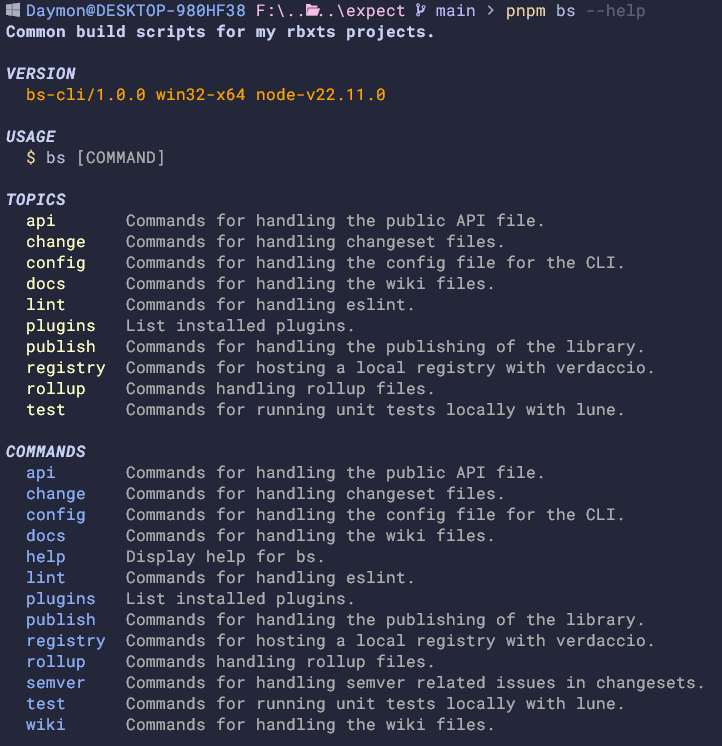 Daymon@DESKTOP-980HF38 F:\..\..\expect main > pnpm bs --help
Common build scripts for my rbxts projects.
VERSION
bs-cli/1.0.0 win32-x64 node-v22.11.0
USAGE
$ bs [COMMAND]
TOPICS
api Commands for handling the public API file.
change Commands for handling changeset files.
config Commands for handling the config file for the CLI.
docs Commands for handling the wiki files.
lint Commands for handling eslint.
plugins List installed plugins.
publish Commands for handling the publishing of the library.
registry Commands for hosting a local registry with verdaccio.
rollup Commands handling rollup files.
test Commands for running unit tests locally with lune.
COMMANDS
api Commands for handling the public API file.
change Commands for handling changeset files.
config Commands for handling the config file for the CLI.
docs Commands for handling the wiki files.
help Display help for bs.
lint Commands for handling eslint.
plugins List installed plugins.
publish Commands for handling the publishing of the library.
registry Commands for hosting a local registry with verdaccio.
rollup Commands handling rollup files.
semver Commands for handling semver related issues in changesets.
test Commands for running unit tests locally with lune.
wiki Commands for handling the wiki files.